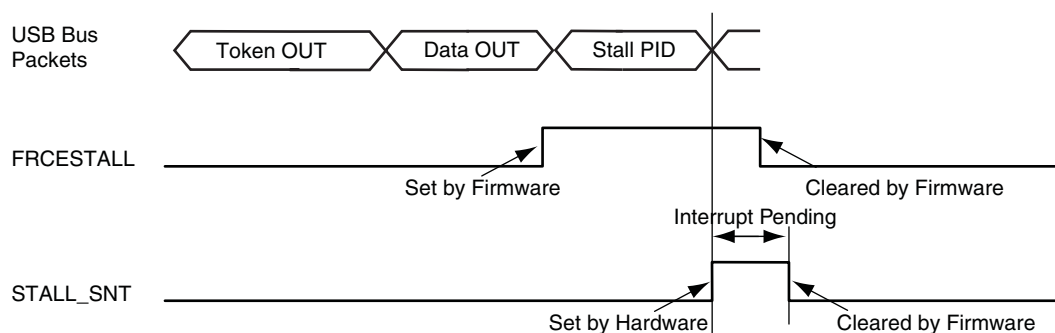 USB Bus
Packets
Token OUT
Data OUT
Stall PID
FRCESTALL
Set by Firmware
Cleared by Firmware
Interrupt Pending
STALL_SNT
Set by Hardware
Cleared by Firmware